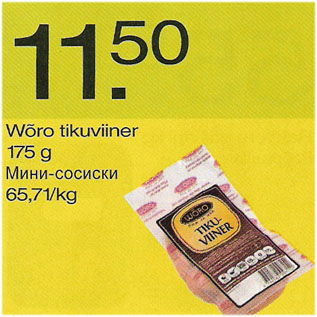 11.50
Wõro tikuviiner
175 g
Мини-сосиски
65,71/kg
WÕRO
TIKU-
VIINER